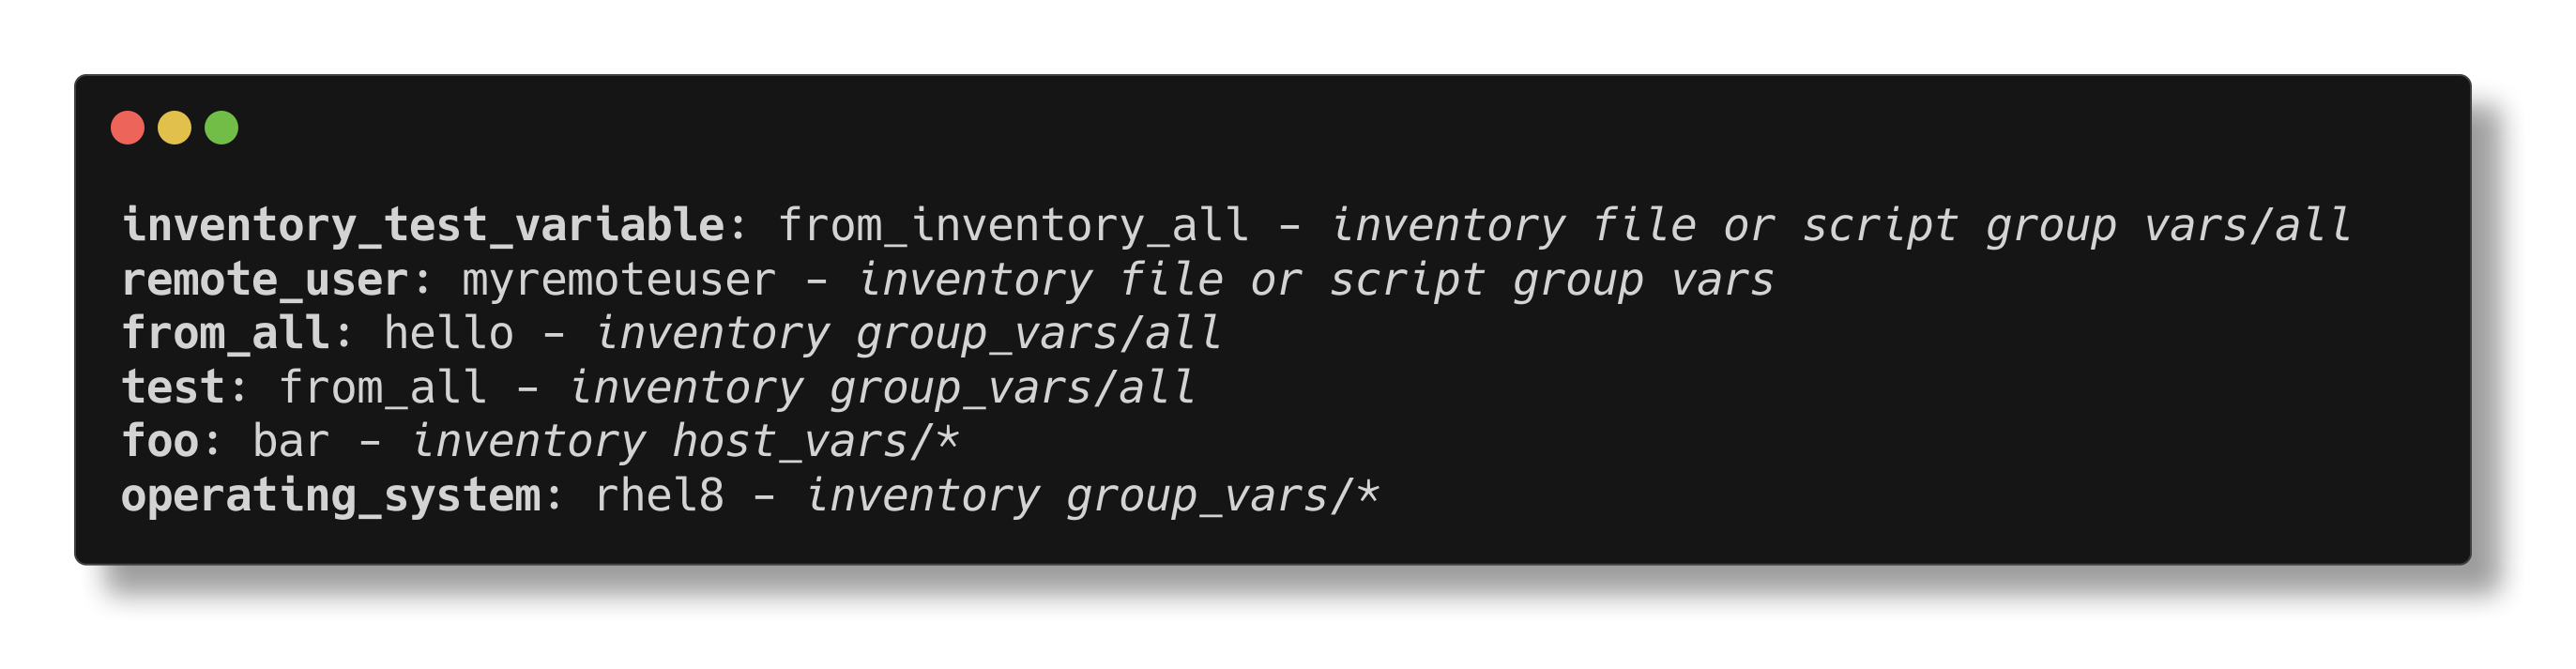 inventory_test_variable: from_inventory_all - inventory file or script group vars/all
remote_user: myremoteuser - inventory file or script group vars
from_all: hello - inventory group_vars/all
test: from_all - inventory group_vars/all
foo: bar - inventory host_vars/*
operating_system: rhel8 - inventory group_vars/*